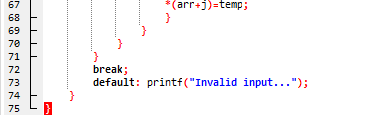 67 *(arr+j)=temp;
68 }
69 }
70 }
71 }
72 break;
73 default: printf("Invalid input...");
74 }
75 }